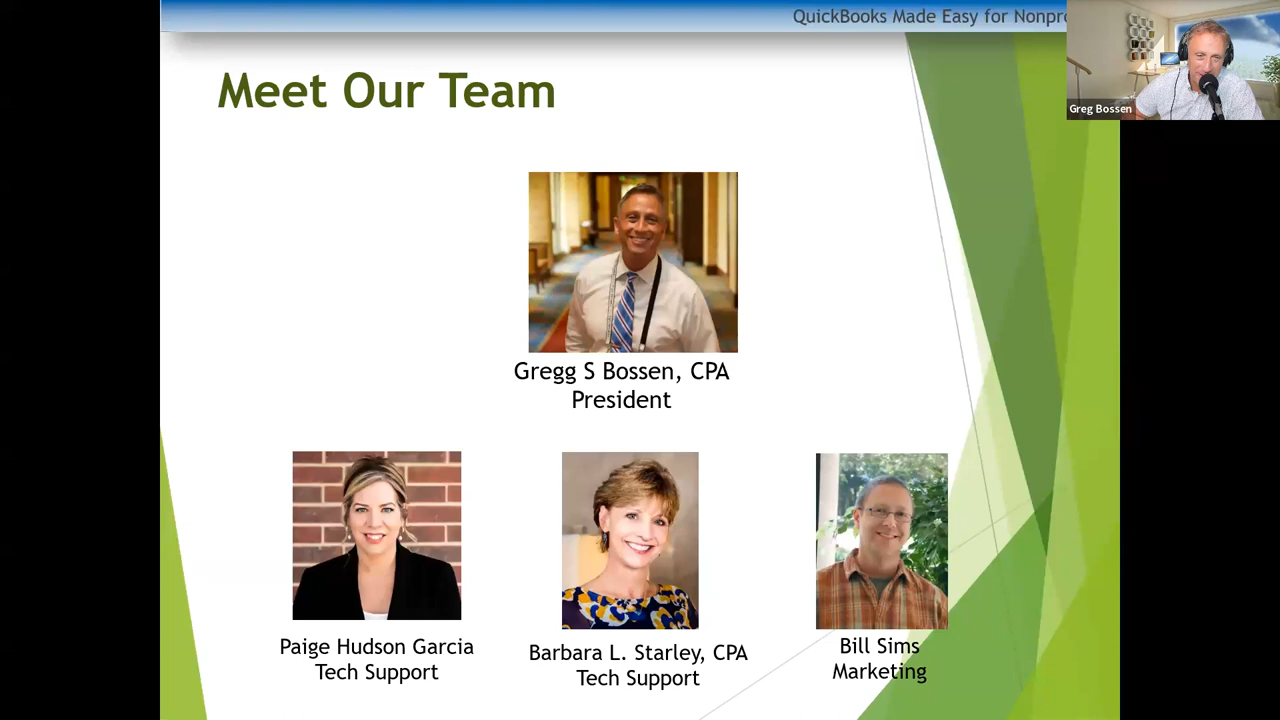 QuickBooks Made Easy for Nonpro
Greg Bossen
Meet Our Team
Gregg S Bossen, CPA
President
Paige Hudson Garcia
Tech Support
Barbara L. Starley, CPA
Tech Support
Bill Sims
Marketing